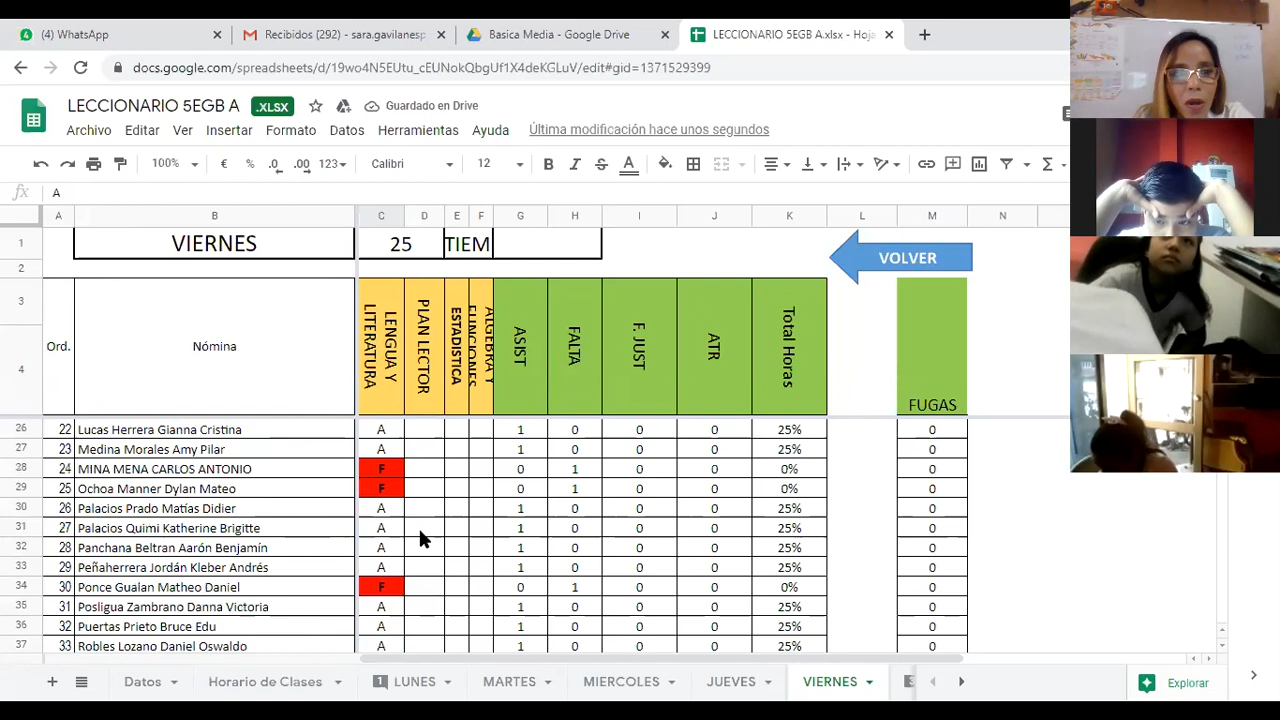 (4) WhatsApp
Recibidos (292) - sara.gavilanesp
Basica Media - Google Drive
LECCIONARIO 5EGB A.xlsx - Hoja
LECCIONARIO 5EGB A
.XLSX
Guardado en Drive
Archivo Editar Ver Insertar Formato Datos Herramientas Ayuda
Última modificación hace unos segundos
100% € % .0 .00 123 Calibri 12 B I S A
fx A
A B C D E F G H I J K L M N
1 VIERNES 25 TIEM VOLVER
2
3
4
Ord. Nómina
LENGUA Y LITERATURA
PLAN LECTOR
ESTADISTICA
ALGEBRA Y FUNCIONES
ASIST
FALTA
F. JUST
ATR
Total Horas
FUGAS
26 22 Lucas Herrera Gianna Cristina A 1 0 0 0 25% 0
27 23 Medina Morales Amy Pilar A 1 0 0 0 25% 0
28 24 MINA MENA CARLOS ANTONIO F 0 1 0 0 0% 0
29 25 Ochoa Manner Dylan Mateo F 0 1 0 0 0% 0
30 26 Palacios Prado Matías Didier A 1 0 0 0 25% 0
31 27 Palacios Quimi Katherine Brigitte A 1 0 0 0 25% 0
32 28 Panchana Beltran Aarón Benjamín A 1 0 0 0 25% 0
33 29 Peñaherrera Jordán Kleber Andrés A 1 0 0 0 25% 0
34 30 Ponce Gualan Matheo Daniel F 0 1 0 0 0% 0
35 31 Posligua Zambrano Danna Victoria A 1 0 0 0 25% 0
36 32 Puertas Prieto Bruce Edu A 1 0 0 0 25% 0
37 33 Robles Lozano Daniel Oswaldo A 1 0 0 0 25% 0
Datos Horario de Clases 1 LUNES MARTES MIERCOLES JUEVES VIERNES
Explorar